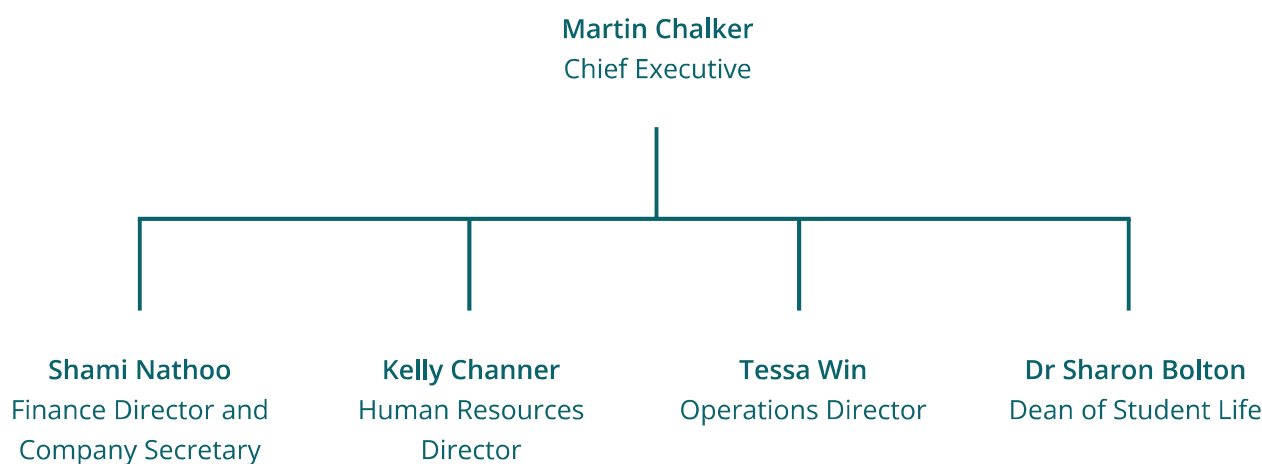 Martin Chalker
Chief Executive
Shami Nathoo
Finance Director and
Company Secretary
Kelly Channer
Human Resources
Director
Tessa Win
Operations Director
Dr Sharon Bolton
Dean of Student Life